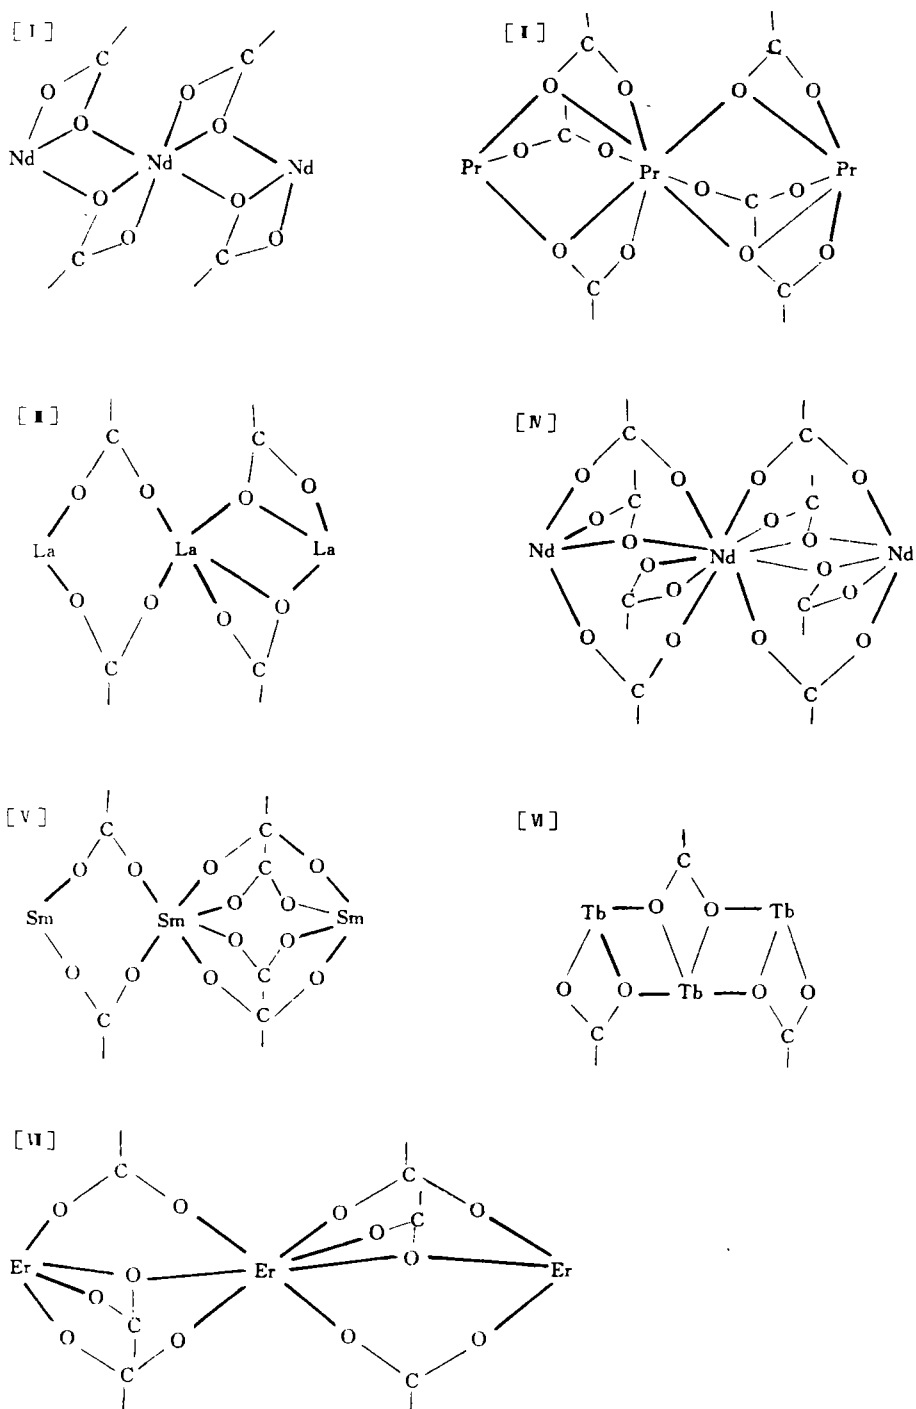 [I]
C C
O O
O O
Nd Nd Nd
O O
O O
C C
[II]
C C
O O O O
C
O O
Pr Pr Pr
O O
C
O O O O
C C
[III]
C C
O O O O
La La La
O O O O
C C
[IV]
C C
O O O O
C C
O O
O O
Nd Nd Nd
O O
O O
C C
O O O O
C C
[V]
C C
O O O O
C
O O
Sm Sm Sm
O O
C
O O O O
C C
[VI]
C
Tb O O Tb
O O Tb O O
C C
[VII]
C C
O O O O
O C
O
Er O Er Er
O
C
O O O O
C C